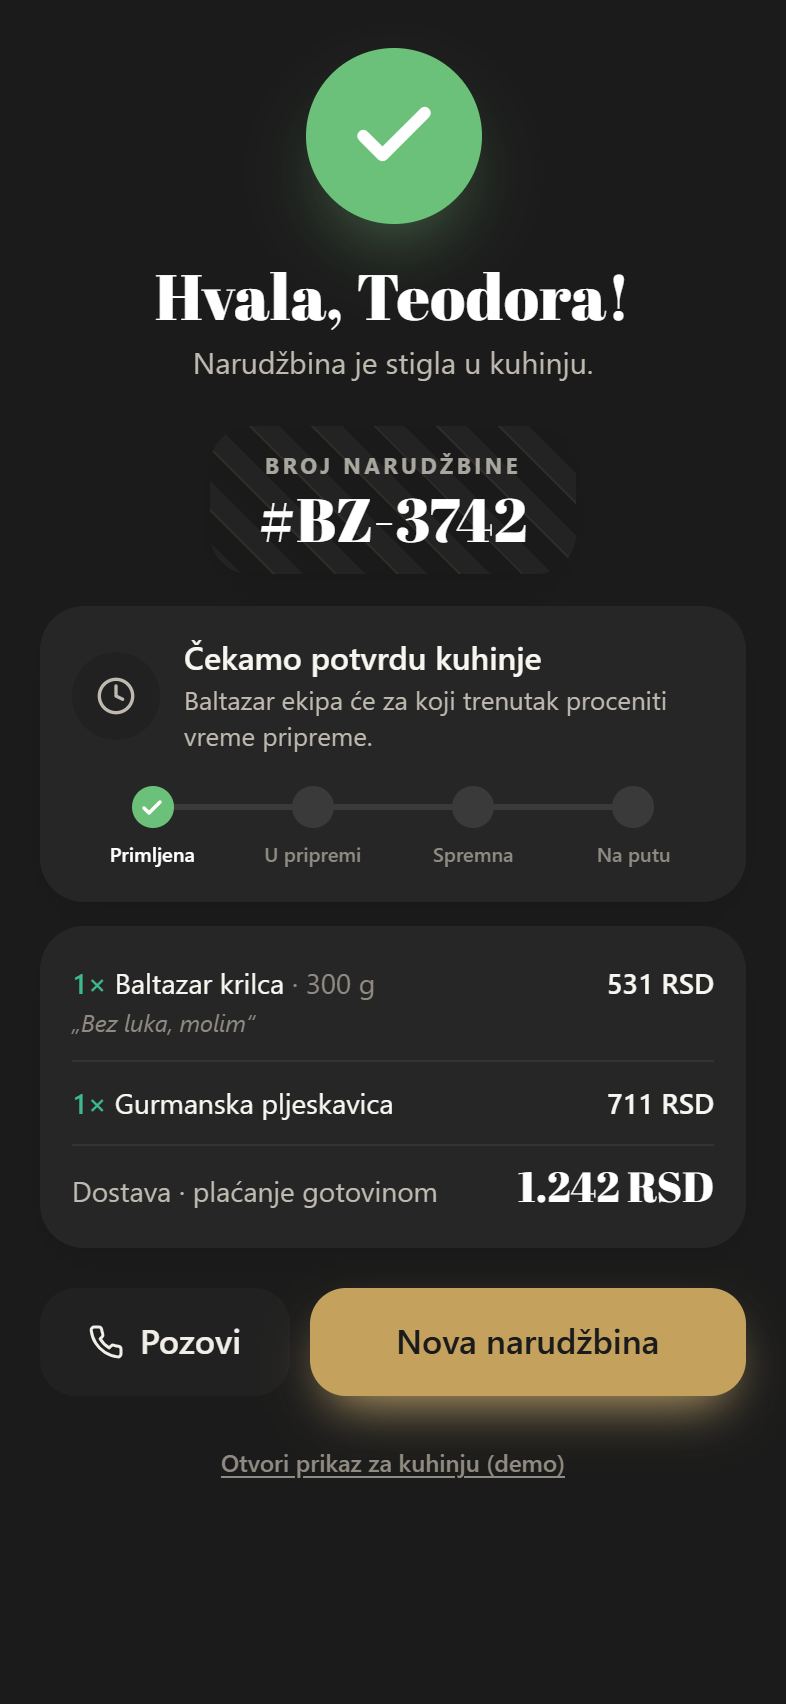 Hvala, Teodora!
Narudžbina je stigla u kuhinju.
BROJ NARUDŽBINE
#BZ-3742
Čekamo potvrdu kuhinje
Baltazar ekipa će za koji trenutak proceniti
vreme pripreme.
Primljena U pripremi Spremna Na putu
1× Baltazar krilca · 300 g 531 RSD
„Bez luka, molim“
1× Gurmanska pljeskavica 711 RSD
Dostava · plaćanje gotovinom 1.242 RSD
Pozovi Nova narudžbina
Otvori prikaz za kuhinju (demo)